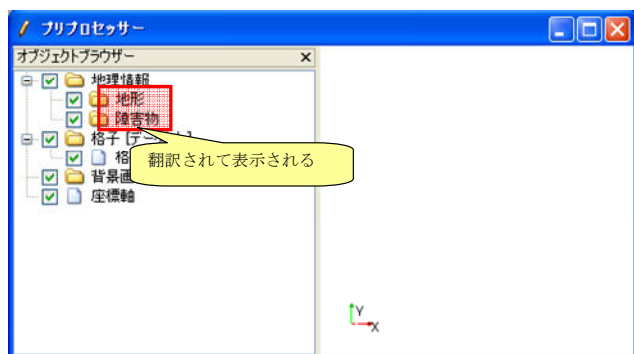 プリプロセッサー
オブジェクトブラウザー
地理情報
地形
障害物
格子
格
翻訳されて表示される
背景画
座標軸
Y
X